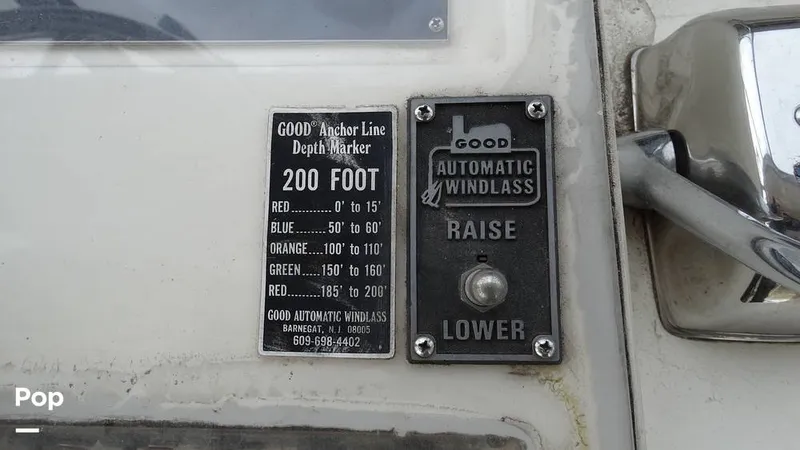 GOOD® Anchor Line
Depth Marker
200 FOOT
RED...........0' to 15'
BLUE.......50' to 60'
ORANGE...100' to 110'
GREEN....150' to 160'
RED.......185' to 200'
GOOD AUTOMATIC WINDLASS
BARNEGAT, N.J. 08005
609-698-4402
GOOD
AUTOMATIC
WINDLASS
RAISE
LOWER
Pop